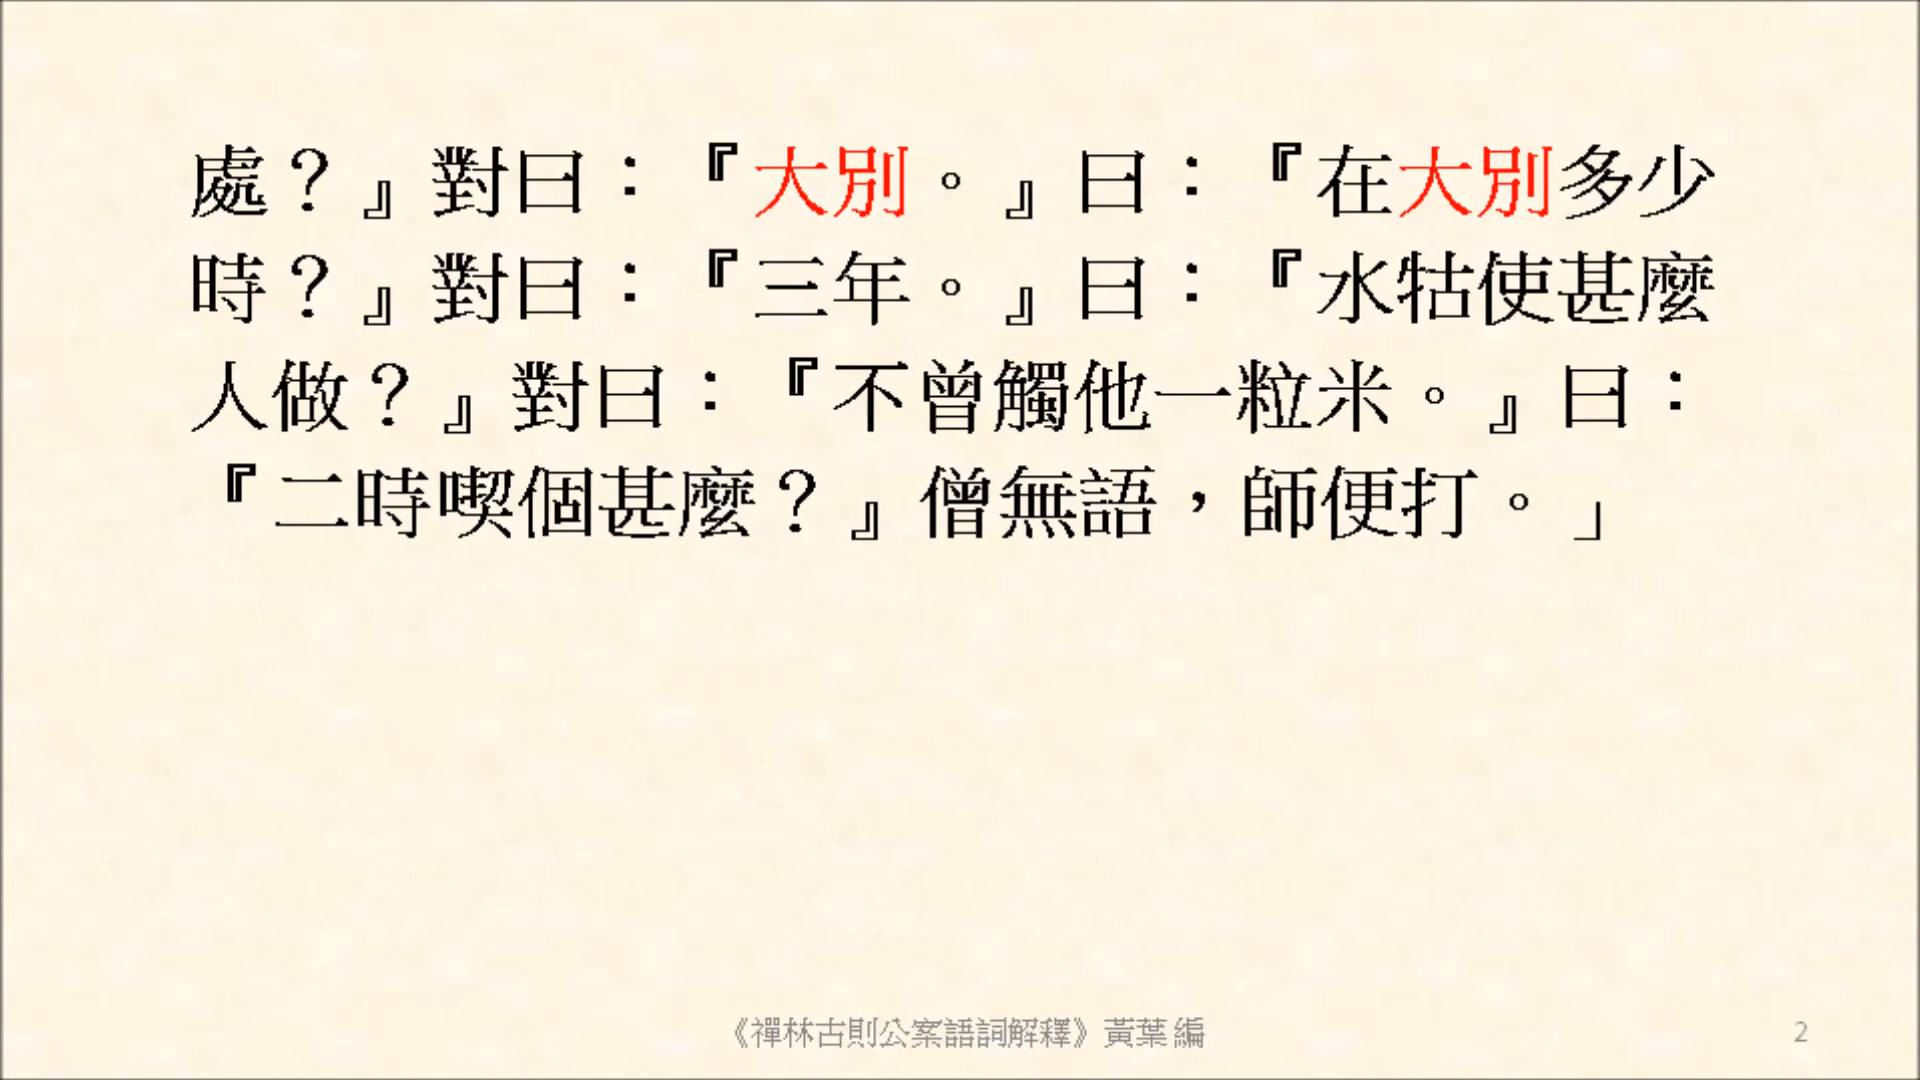 處？』對曰：『大別。』曰：『在大別多少
時？』對曰：『三年。』曰：『水牯使甚麼
人做？』對曰：『不曾觸他一粒米。』曰：
『二時喫個甚麼？』僧無語，師便打。」
《禪林古則公案語詞解釋》黃葉 編
2